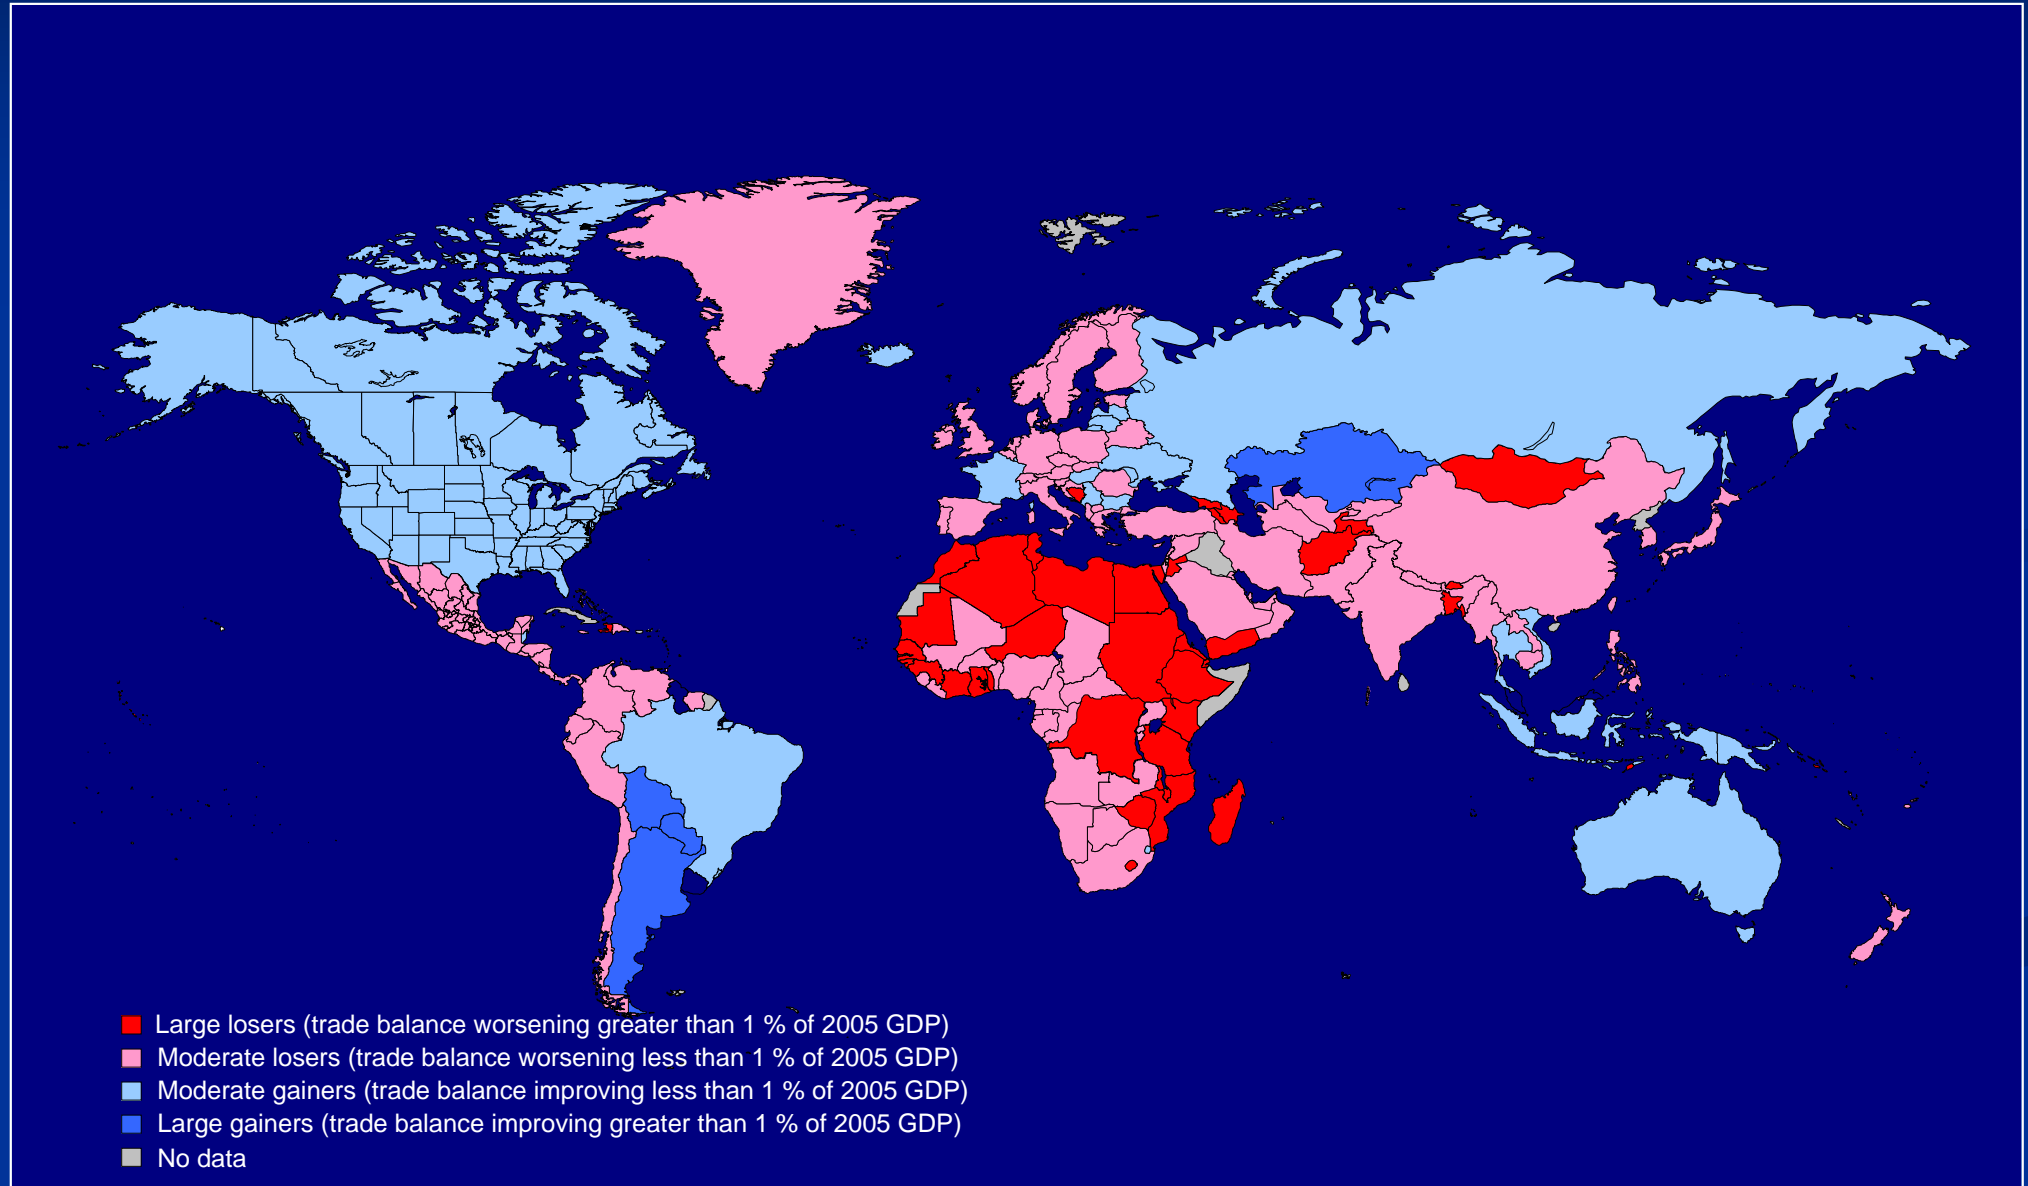 Large losers (trade balance worsening greater than 1 % of 2005 GDP)
Moderate losers (trade balance worsening less than 1 % of 2005 GDP)
Moderate gainers (trade balance improving less than 1 % of 2005 GDP)
Large gainers (trade balance improving greater than 1 % of 2005 GDP)
No data